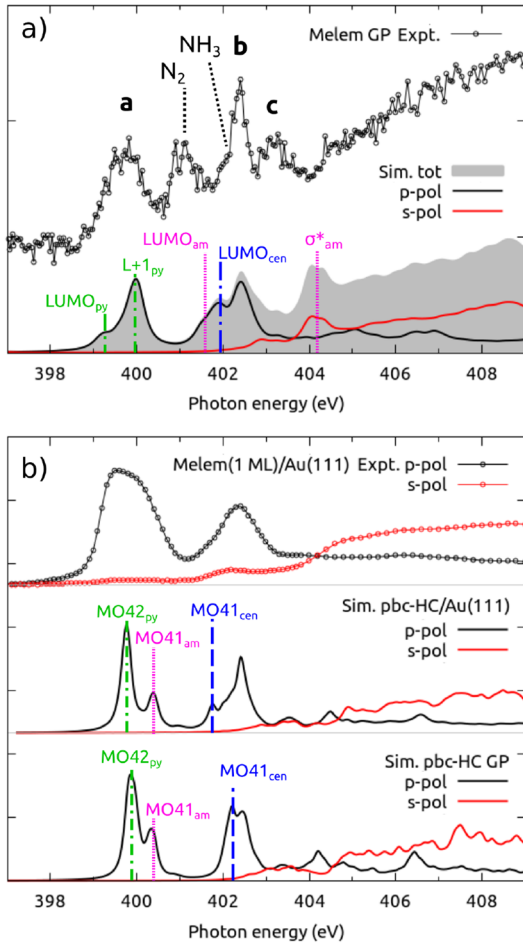 a)
Melem GP Expt.
NH3
N2
a
b
c
Sim. tot
p-pol
s-pol
LUMOam
σ*am
L+1py
LUMOcen
LUMOpy
398 400 402 404 406 408
Photon energy (eV)
b)
Melem(1 ML)/Au(111) Expt. p-pol
s-pol
Sim. pbc-HC/Au(111)
p-pol
s-pol
MO42py
MO41cen
MO41am
Sim. pbc-HC GP
p-pol
s-pol
MO42py
MO41cen
MO41am
398 400 402 404 406 408
Photon energy (eV)